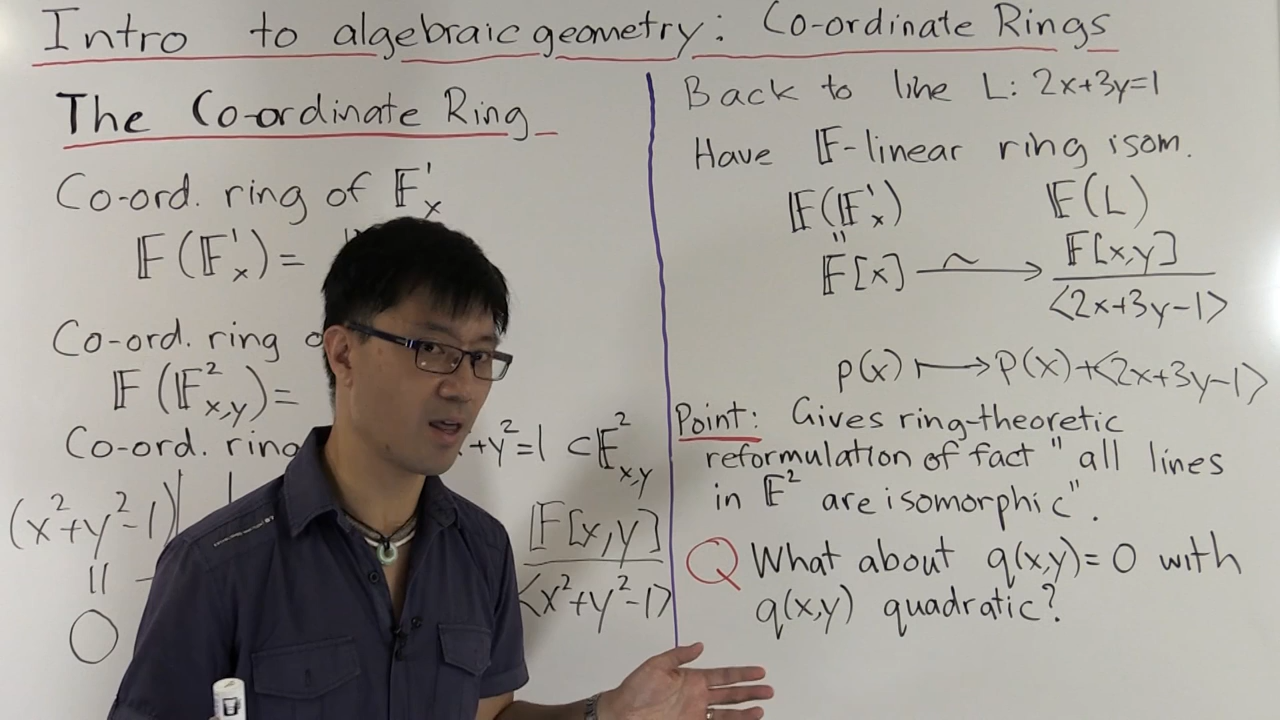 Intro to algebraic geometry: Co-ordinate Rings
The Co-ordinate Ring
Co-ord. ring of 𝔽¹ₓ
𝔽(𝔽¹ₓ)=
Co-ord. ring
𝔽(𝔽²ₓ,ᵧ)=
Co-ord. ring +y²=1 ⊂ 𝔽²ₓ,ᵧ
(x²+y²-1)|
||
0
𝔽[x,y]
<x²+y²-1>
Back to line L: 2x+3y=1
Have 𝔽-linear ring isom.
𝔽(𝔽¹ₓ) 𝔽(L)
||
𝔽[x] ⥲ 𝔽[x,y]
<2x+3y-1>
p(x) ⟼ p(x)+<2x+3y-1>
Point: Gives ring-theoretic
reformulation of fact "all lines
in 𝔽² are isomorphic".
Q What about q(x,y)=0 with
q(x,y) quadratic?